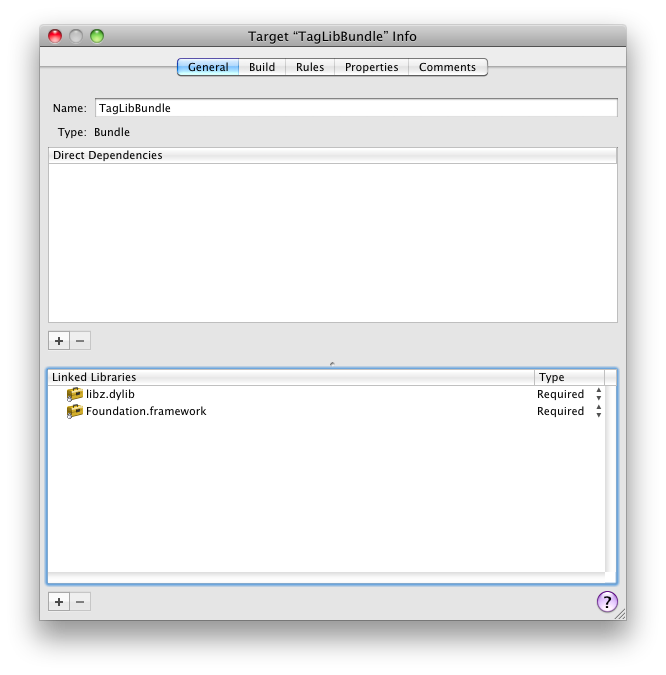 Target “TagLibBundle” Info
General Build Rules Properties Comments
Name: TagLibBundle
Type: Bundle
Direct Dependencies
+ −
Linked Libraries Type
libz.dylib Required
Foundation.framework Required
+ − ?